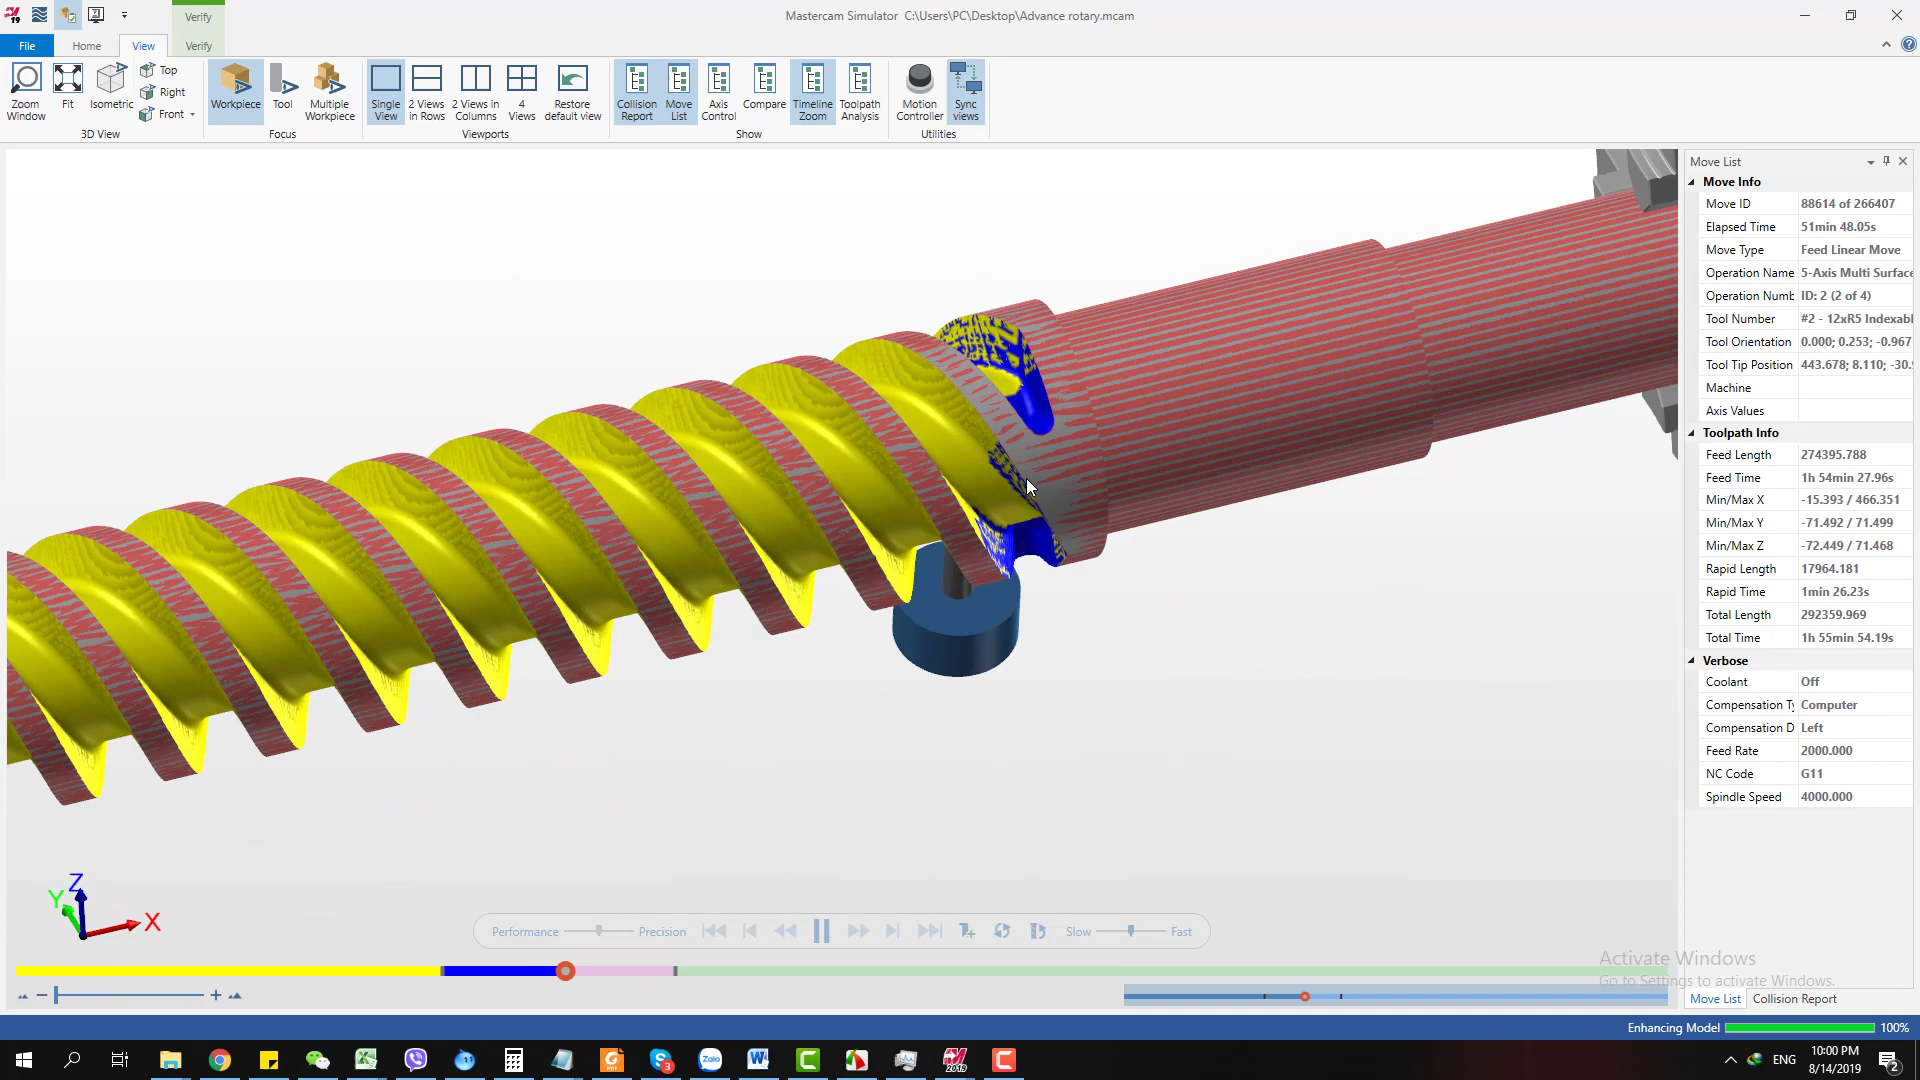 19
Verify
Mastercam Simulator  C:\Users\PC\Desktop\Advance rotary.mcam
File
Home
View
Verify
Zoom Window
Fit
Isometric
Top
Right
Front
3D View
Workpiece
Tool
Multiple Workpiece
Focus
Single View
2 Views in Rows
2 Views in Columns
4 Views
Restore default view
Viewports
Collision Report
Move List
Axis Control
Compare
Timeline Zoom
Toolpath Analysis
Show
Motion Controller
Sync views
Utilities
Move List
Move Info
Move ID 88614 of 266407
Elapsed Time 51min 48.05s
Move Type Feed Linear Move
Operation Name 5-Axis Multi Surface
Operation Numb ID: 2 (2 of 4)
Tool Number #2 - 12xR5 Indexabl
Tool Orientation 0.000; 0.253; -0.967
Tool Tip Position 443.678; 8.110; -30.9
Machine
Axis Values
Toolpath Info
Feed Length 274395.788
Feed Time 1h 54min 27.96s
Min/Max X -15.393 / 466.351
Min/Max Y -71.492 / 71.499
Min/Max Z -72.449 / 71.468
Rapid Length 17964.181
Rapid Time 1min 26.23s
Total Length 292359.969
Total Time 1h 55min 54.19s
Verbose
Coolant Off
Compensation Ty Computer
Compensation D Left
Feed Rate 2000.000
NC Code G11
Spindle Speed 4000.000
Z
Y
X
Performance
Precision
Slow
Fast
Activate Windows
Go to Settings to activate Windows.
Move List
Collision Report
Enhancing Model
100%
ENG
10:00 PM
8/14/2019
3
2019
2